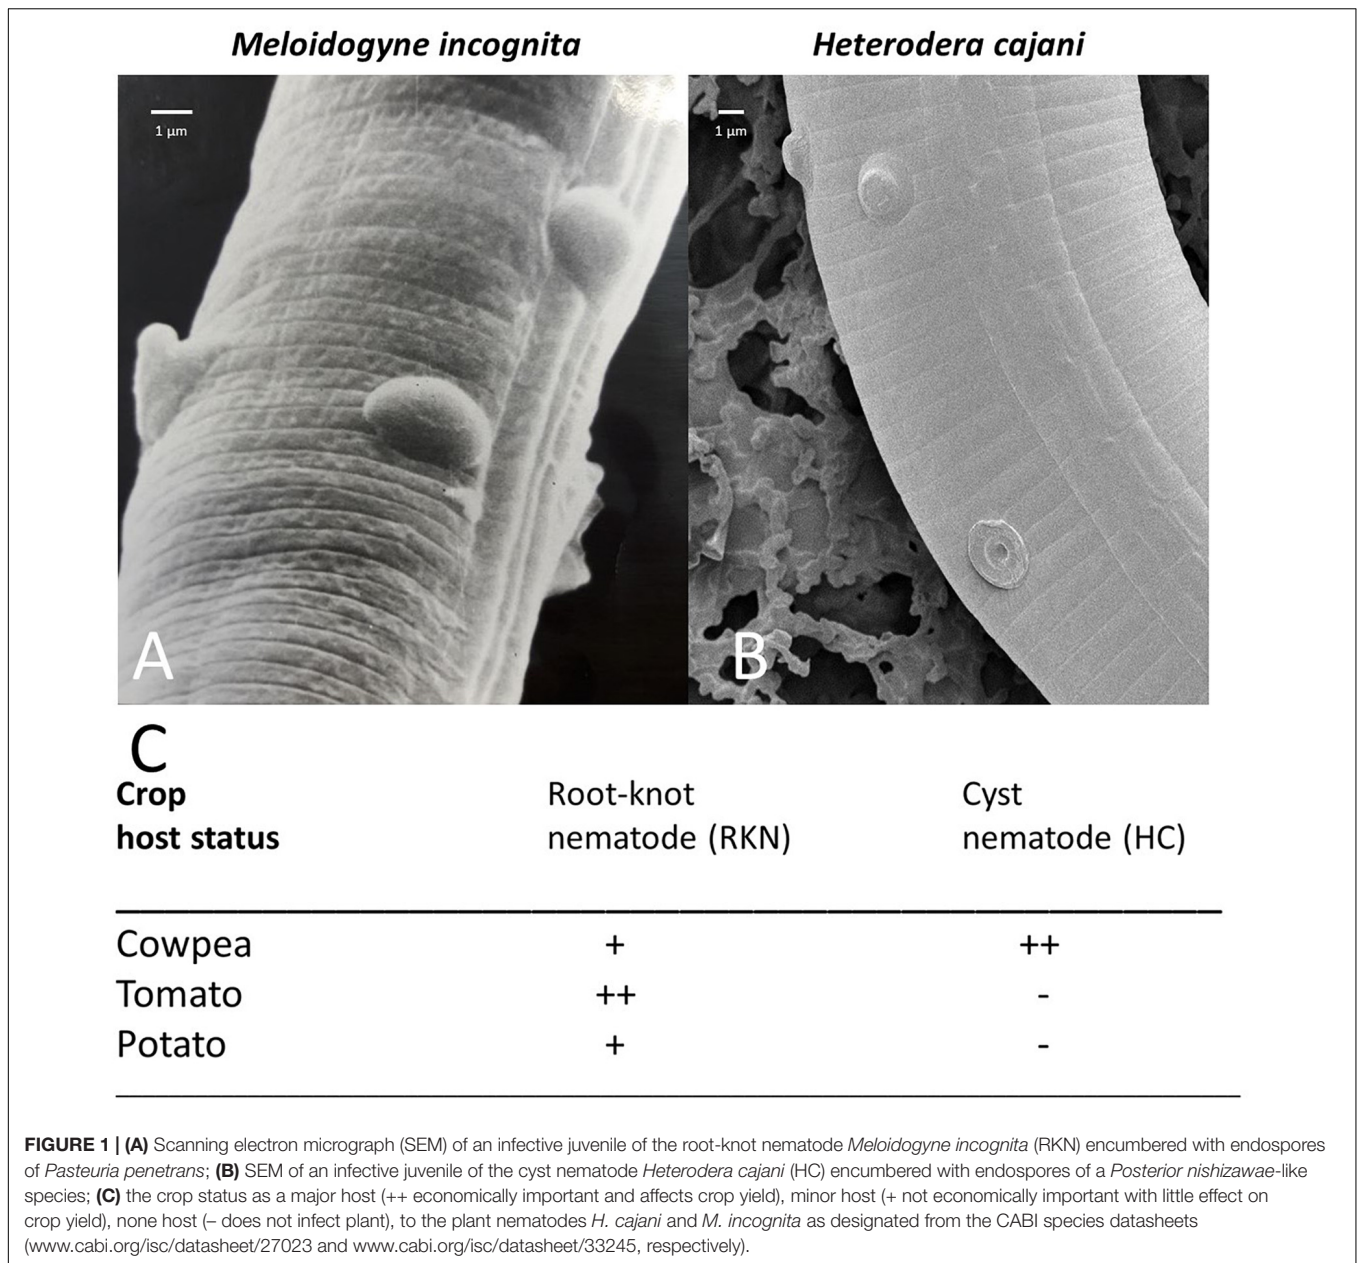 Meloidogyne incognita Heterodera cajani
1 µm 1 µm
A B
C
Crop Root-knot Cyst
host status nematode (RKN) nematode (HC)
Cowpea + ++
Tomato ++ -
Potato + -
FIGURE 1 | (A) Scanning electron micrograph (SEM) of an infective juvenile of the root-knot nematode Meloidogyne incognita (RKN) encumbered with endospores
of Pasteuria penetrans; (B) SEM of an infective juvenile of the cyst nematode Heterodera cajani (HC) encumbered with endospores of a Posterior nishizawae-like
species; (C) the crop status as a major host (++ economically important and affects crop yield), minor host (+ not economically important with little effect on
crop yield), none host (– does not infect plant), to the plant nematodes H. cajani and M. incognita as designated from the CABI species datasheets
(www.cabi.org/isc/datasheet/27023 and www.cabi.org/isc/datasheet/33245, respectively).